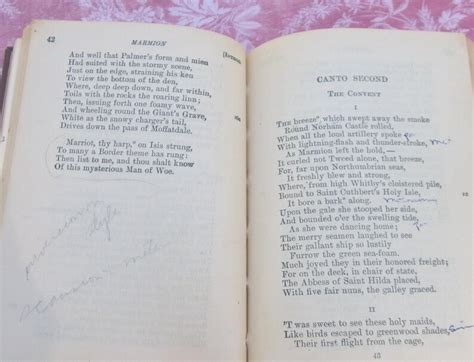 42
MARMION
And well that Palmer's form and mien
Had suited with the stormy scene,
Just on the edge, straining his ken
To view the bottom of the den,
Where, deep deep down, and far within,
Toils with the rocks the roaring linn;
Then, issuing forth one foamy wave,
And wheeling round the Giant's Grave,
White as the snowy charger's tail,
Drives down the pass of Moffatdale.
Marriot, thy harp, on Isis strung,
To many a Border theme has rung:
Then list to me, and thou shalt know
Of this mysterious Man of Woe.
CANTO SECOND
THE CONVENT
I
THE breeze which swept away the smoke
Round Norham Castle rolled,
When all the loud artillery spoke
With lightning-flash and thunder-stroke,
As Marmion left the hold,
It curled not Tweed alone, that breeze,
For, far upon Northumbrian seas,
It freshly blew and strong,
Where, from high Whitby's cloistered pile,
Bound to Saint Cuthbert's Holy Isle,
It bore a bark along.
Upon the gale she stooped her side,
And bounded o'er the swelling tide,
As she were dancing home;
The merry seamen laughed to see
Their gallant ship so lustily
Furrow the green sea-foam.
Much joyed they in their honored freight;
For on the deck, in chair of state,
The Abbess of Saint Hilda placed,
With five fair nuns, the galley graced.
II
'T was sweet to see these holy maids,
Like birds escaped to greenwood shades,
Their first flight from the cage,
43